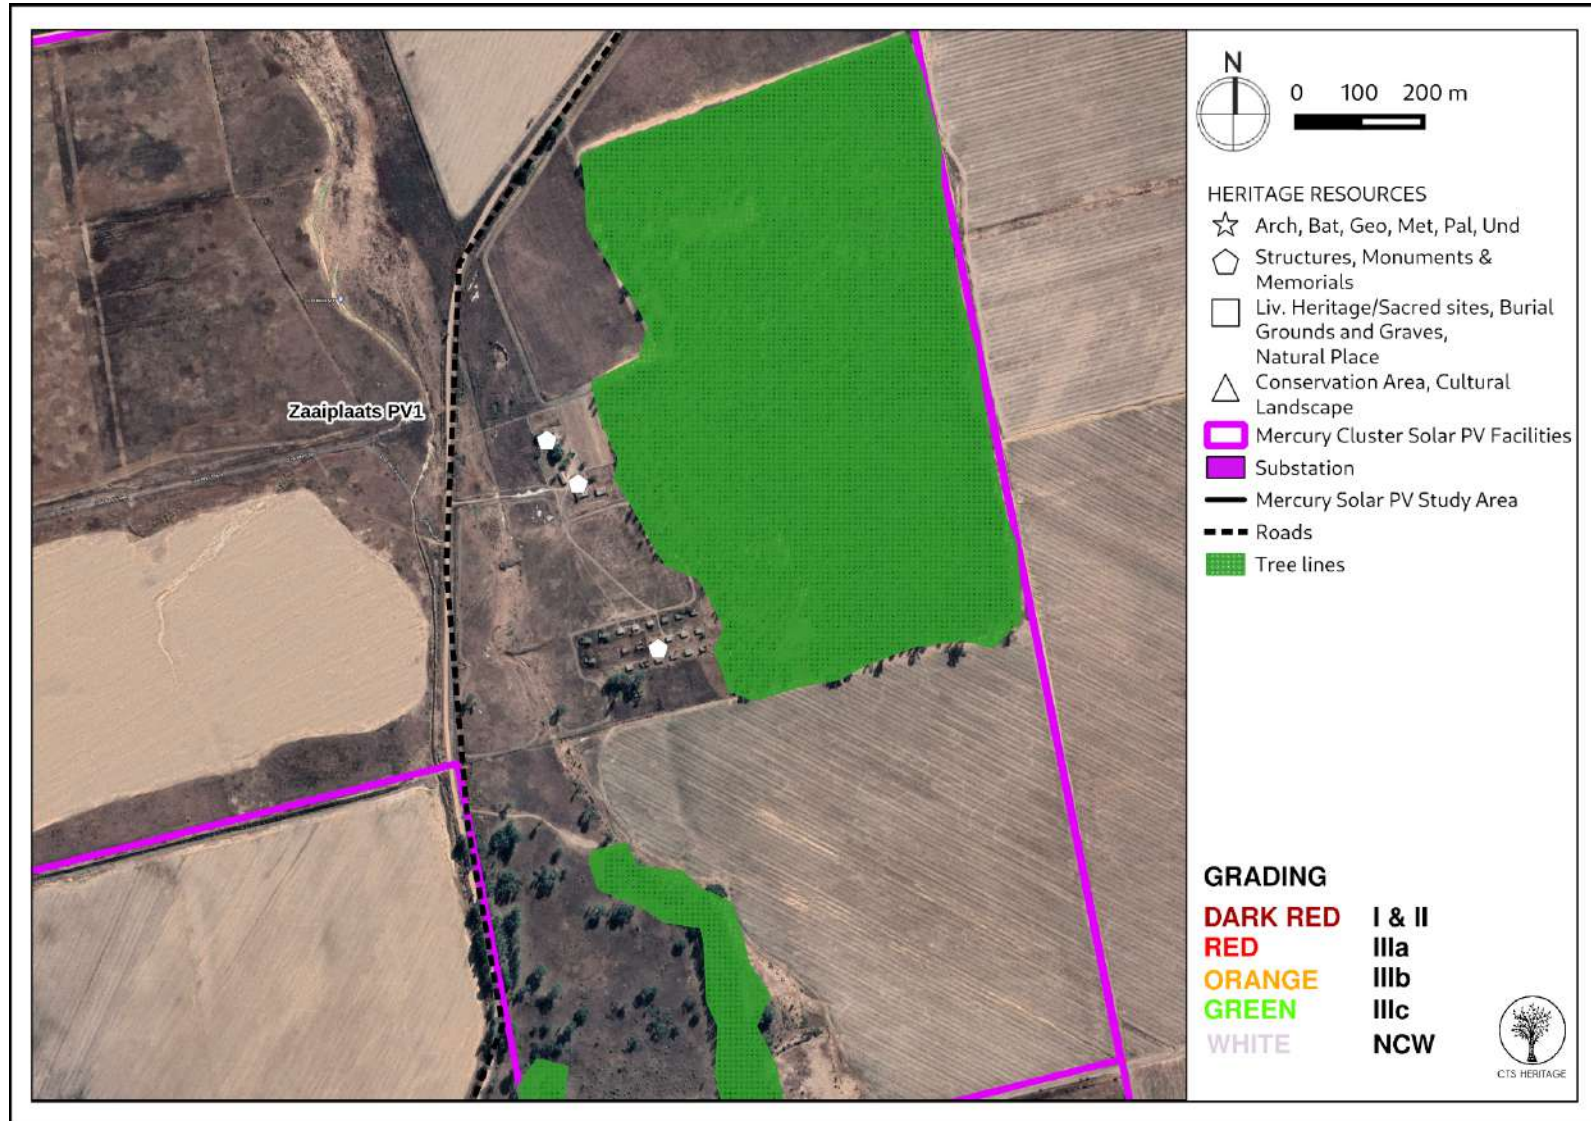 Zaaiplaats PV1
N
0 100 200 m
HERITAGE RESOURCES
Arch, Bat, Geo, Met, Pal, Und
Structures, Monuments &
Memorials
Liv. Heritage/Sacred sites, Burial
Grounds and Graves,
Natural Place
Conservation Area, Cultural
Landscape
Mercury Cluster Solar PV Facilities
Substation
Mercury Solar PV Study Area
Roads
Tree lines
GRADING
DARK RED I & II
RED IIIa
ORANGE IIIb
GREEN IIIc
WHITE NCW
CTS HERITAGE